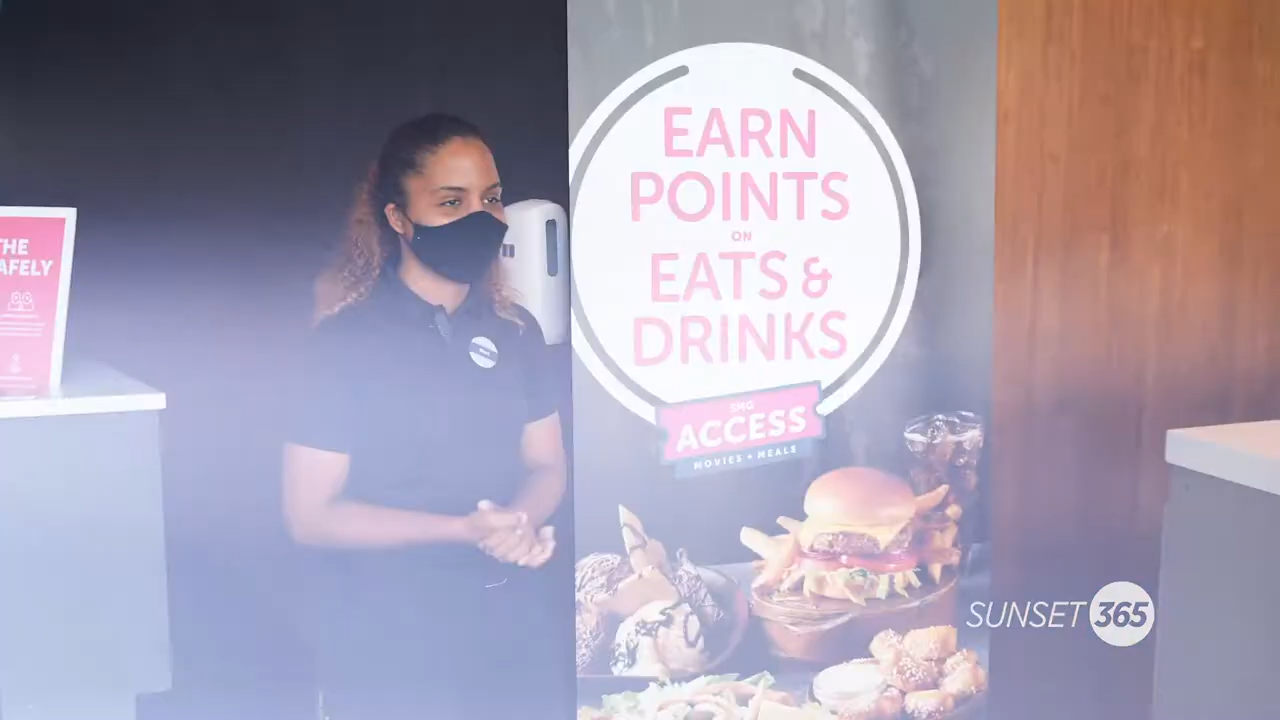 THE
AFELY
EARN
POINTS
ON
EATS &
DRINKS
SMG
ACCESS
MOVIES + MEALS
SUNSET 365